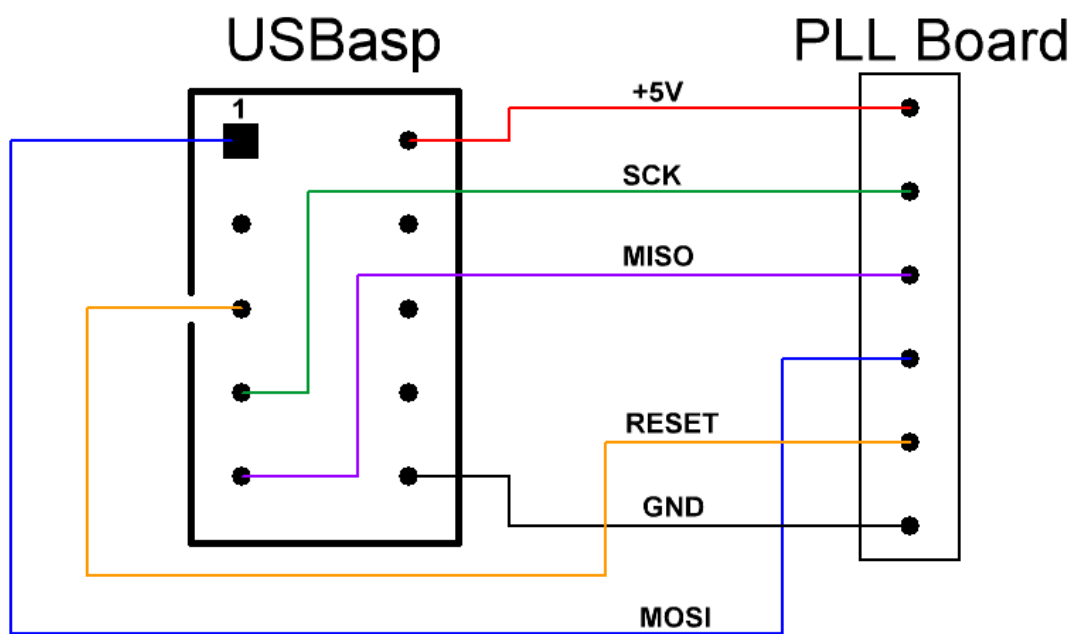 USBasp
PLL Board
1
+5V
SCK
MISO
RESET
GND
MOSI